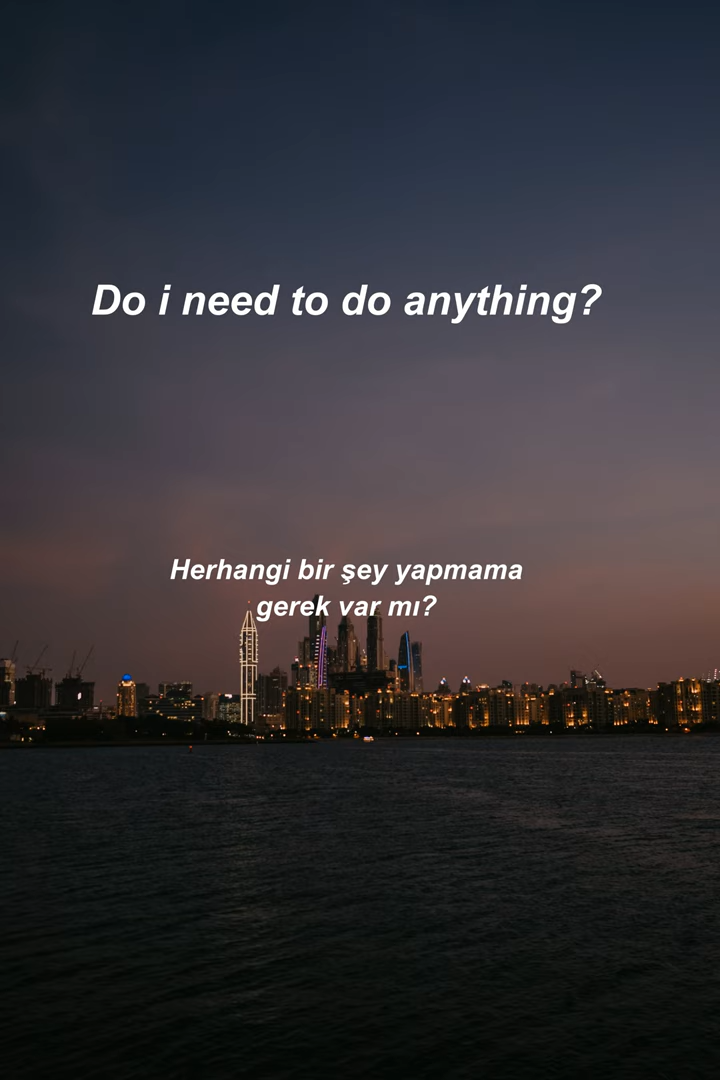 Do i need to do anything?
Herhangi bir şey yapmama
gerek var mı?